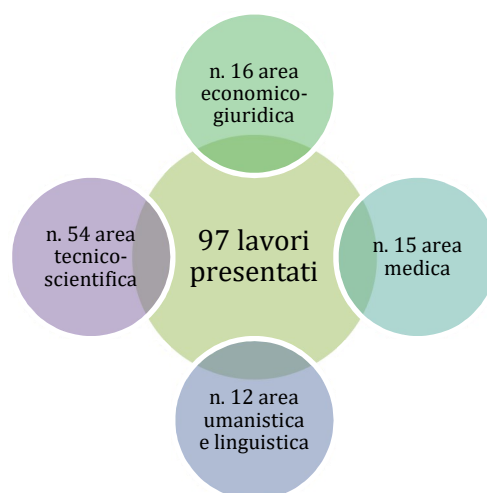 n. 16 area
economico-
giuridica
n. 54 area
tecnico-
scientifica
97 lavori
presentati
n. 15 area
medica
n. 12 area
umanistica
e linguistica